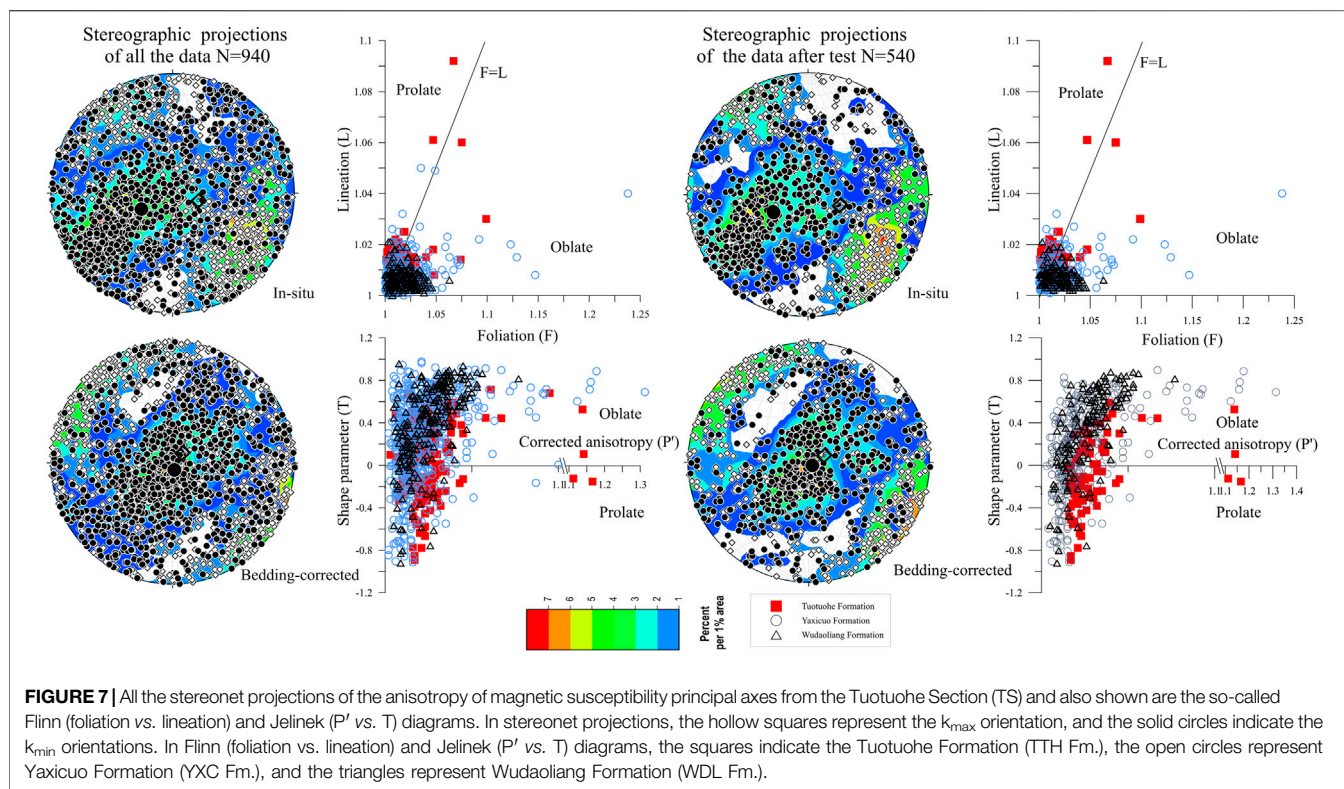 Stereographic projections
of all the data N=940
In-situ
1.1
1.08
1.06
1.04
1.02
1
Lineation (L)
Prolate
F=L
Oblate
1
1.05
1.1
1.15
1.2
1.25
Foliation (F)
Stereographic projections
of the data after test N=540
In-situ
1.1
1.08
1.06
1.04
1.02
1
Lineation (L)
Prolate
F=L
Oblate
1
1.05
1.1
1.15
1.2
1.25
Foliation (F)
Bedding-corrected
1.2
0.8
0.4
0
-0.4
-0.8
-1.2
Shape parameter (T)
Oblate
Corrected anisotropy (P')
1.2
1.3
Prolate
Bedding-corrected
1.2
0.8
0.4
0
-0.4
-0.8
-1.2
Shape parameter (T)
Oblate
Corrected anisotropy (P')
1.2
1.3
1.4
Prolate
7
6
5
4
3
2
1
Percent
per 1% area
Tuotuohe Formation
Yaxicuo Formation
Wudaoliang Formation
FIGURE 7 | All the stereonet projections of the anisotropy of magnetic susceptibility principal axes from the Tuotuohe Section (TS) and also shown are the so-called
Flinn (foliation vs. lineation) and Jelinek (P' vs. T) diagrams. In stereonet projections, the hollow squares represent the kmax orientation, and the solid circles indicate the
kmin orientations. In Flinn (foliation vs. lineation) and Jelinek (P' vs. T) diagrams, the squares indicate the Tuotuohe Formation (TTH Fm.), the open circles represent
Yaxicuo Formation (YXC Fm.), and the triangles represent Wudaoliang Formation (WDL Fm.).